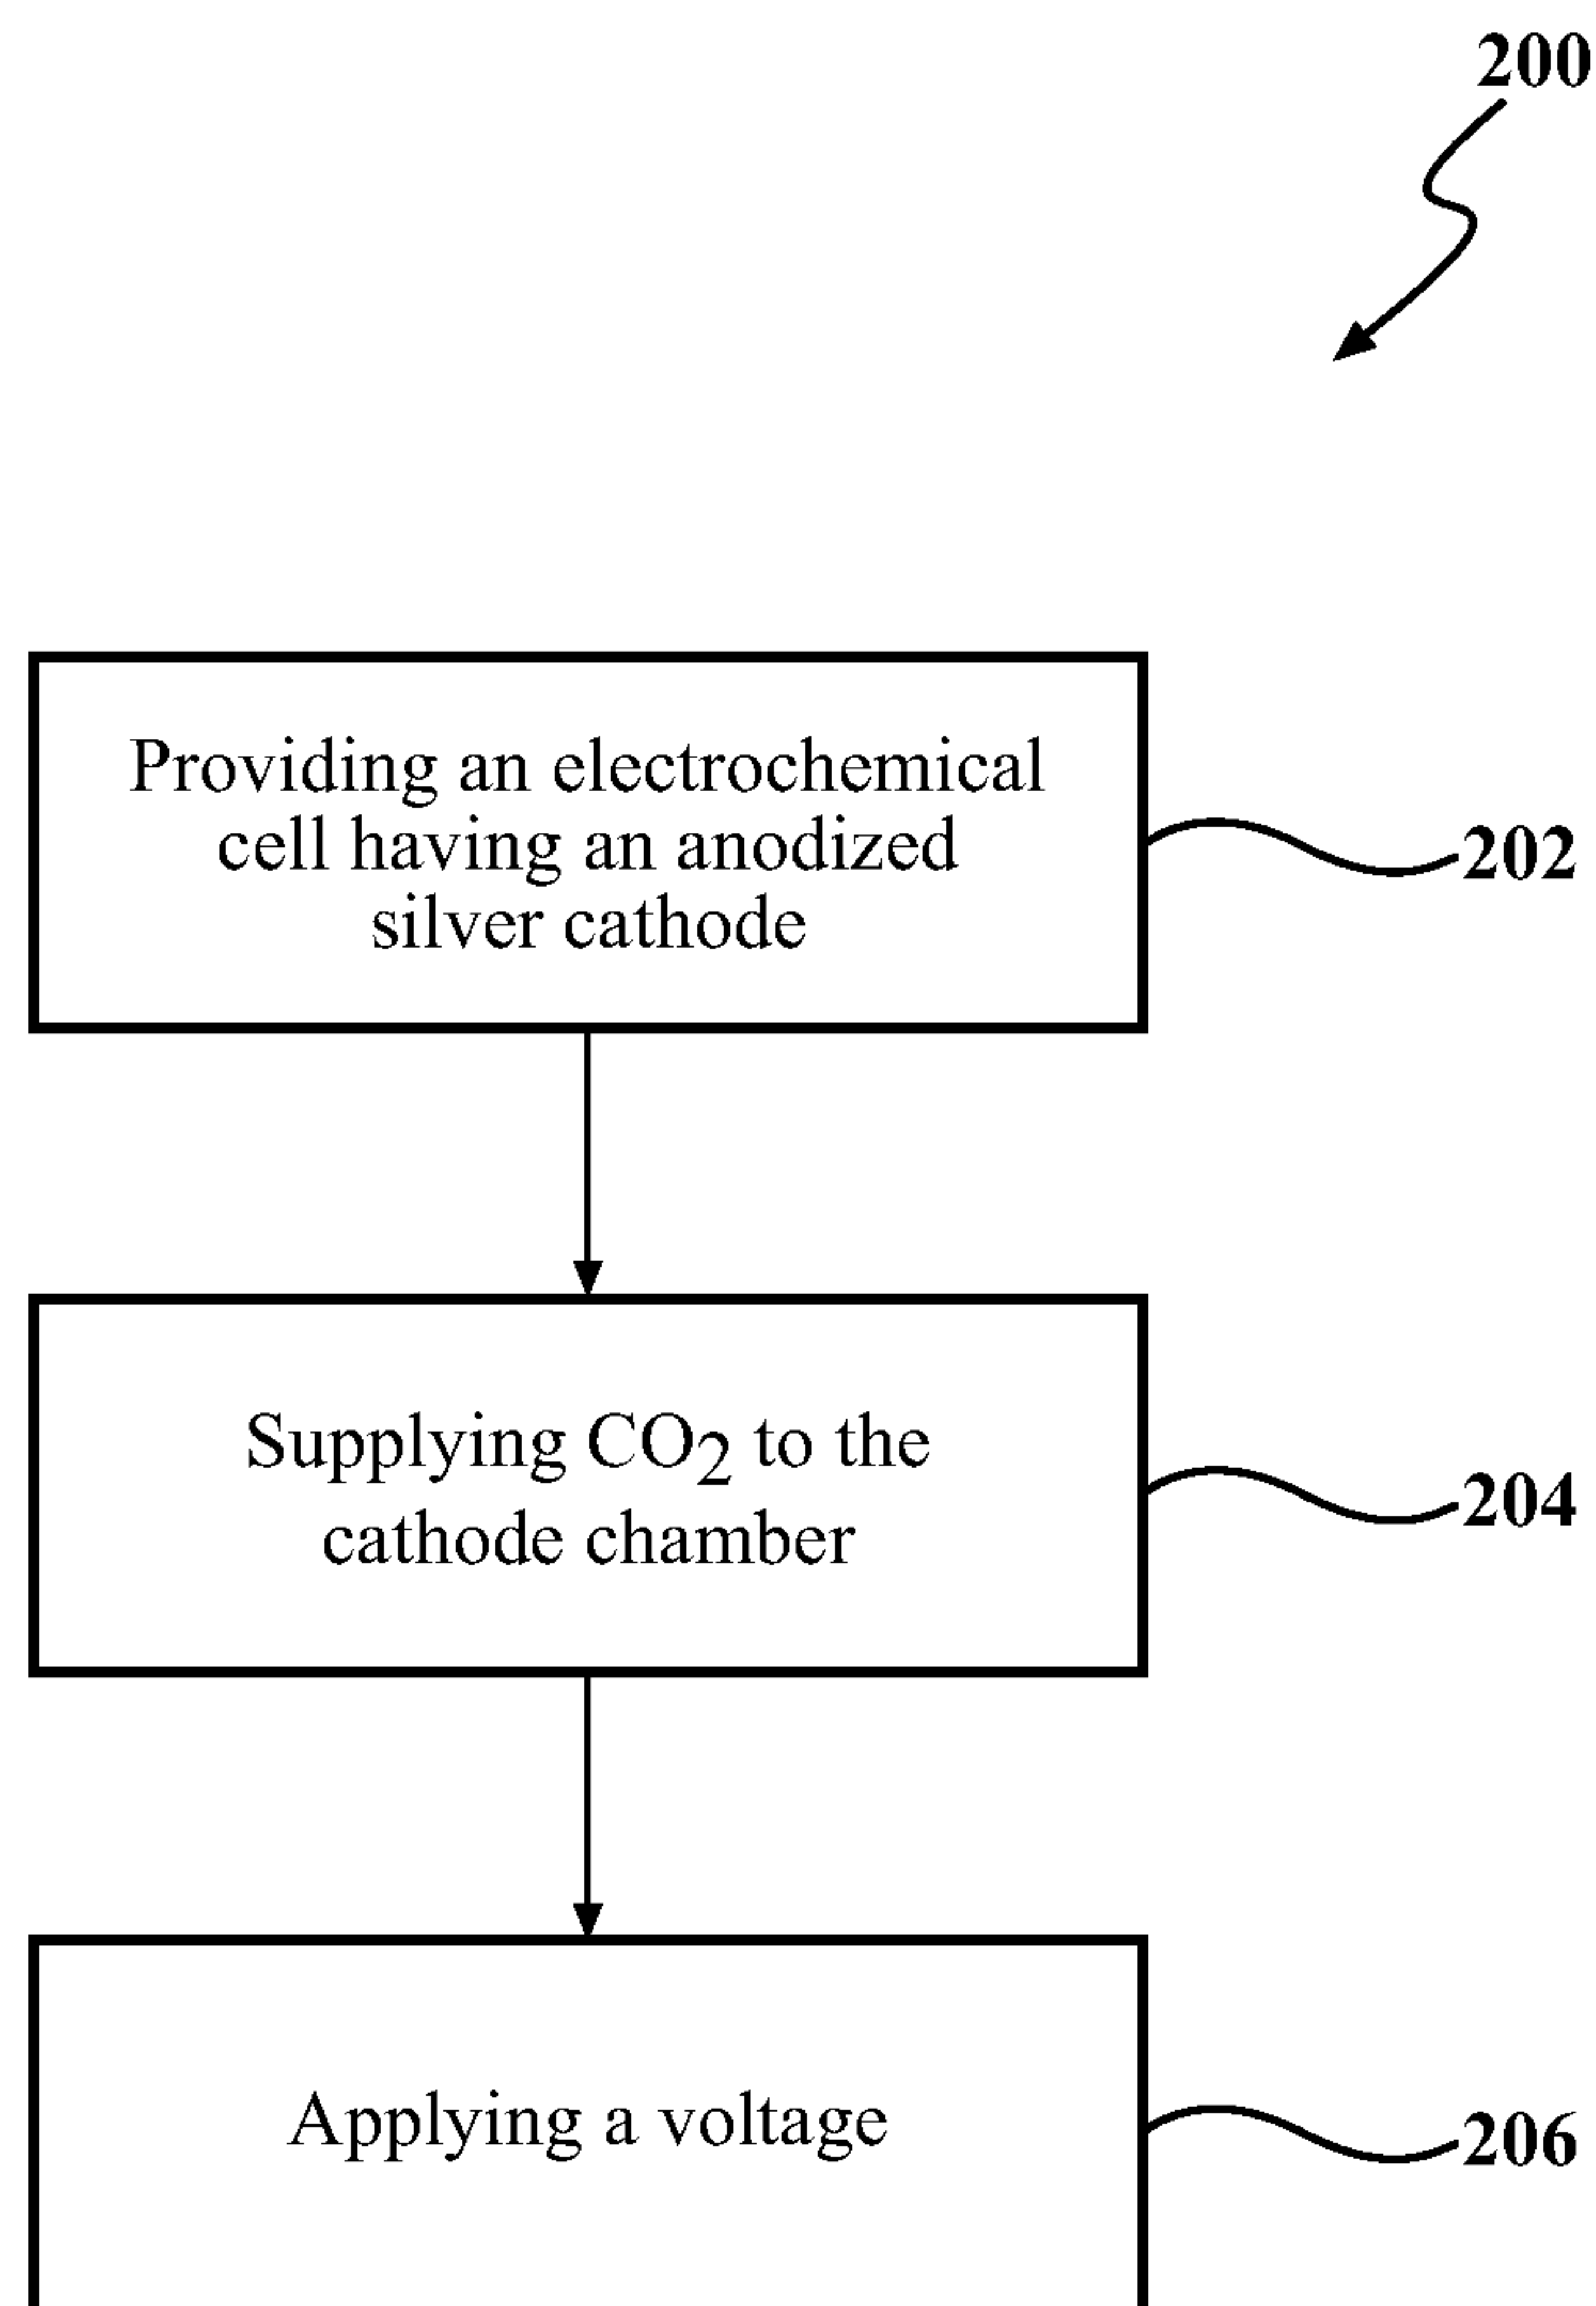 200
Providing an electrochemical
cell having an anodized
silver cathode
202
Supplying CO₂ to the
cathode chamber
204
Applying a voltage
206